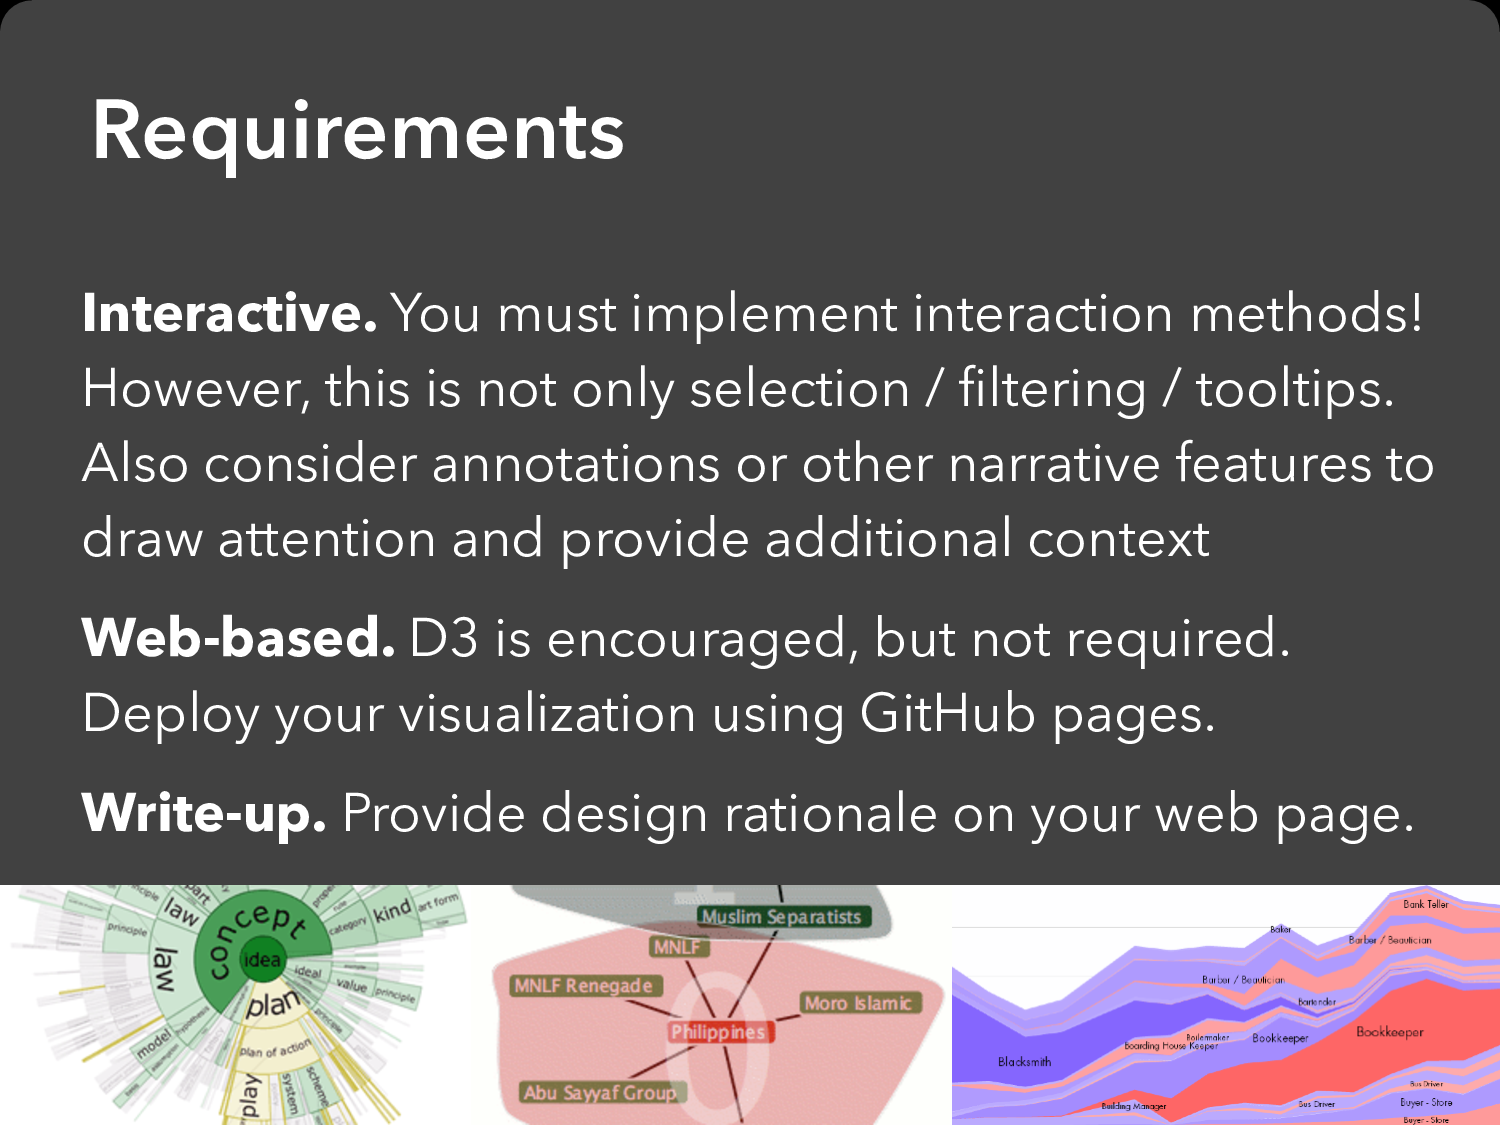 Requirements
Interactive. You must implement interaction methods!
However, this is not only selection / filtering / tooltips.
Also consider annotations or other narrative features to
draw attention and provide additional context
Web-based. D3 is encouraged, but not required.
Deploy your visualization using GitHub pages.
Write-up. Provide design rationale on your web page.
principle
part
law
concept
rule
category
kind
art form
principle
law
idea
ideal
value
principle
plan
principle
model
hypothesis
plan of action
play
system
scheme
Muslim Separatists
MNLF
MNLF Renegade
Moro Islamic
Philippines
Abu Sayyaf Group
Bank Teller
Baker
Barber / Beautician
Barber / Beautician
Bartender
Boilermaker
Boarding House Keeper
Bookkeeper
Bookkeeper
Blacksmith
Building Manager
Bus Driver
Bus Driver
Buyer - Store
Buyer - Store